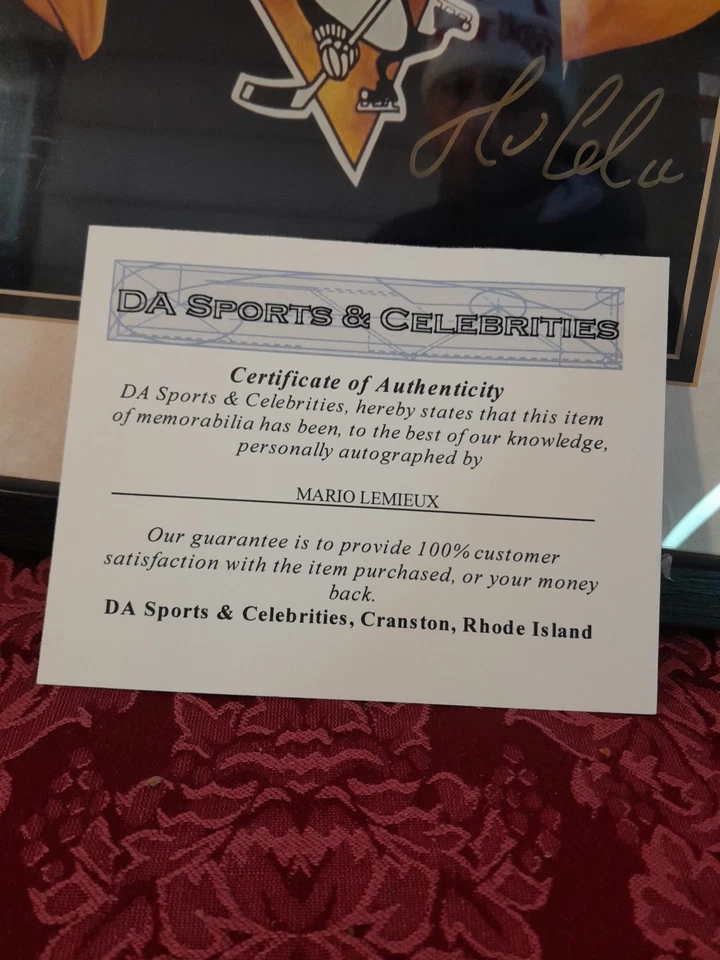 DA SPORTS & CELEBRITIES
Certificate of Authenticity
DA Sports & Celebrities, hereby states that this item
of memorabilia has been, to the best of our knowledge,
personally autographed by
MARIO LEMIEUX
Our guarantee is to provide 100% customer
satisfaction with the item purchased, or your money
back.
DA Sports & Celebrities, Cranston, Rhode Island